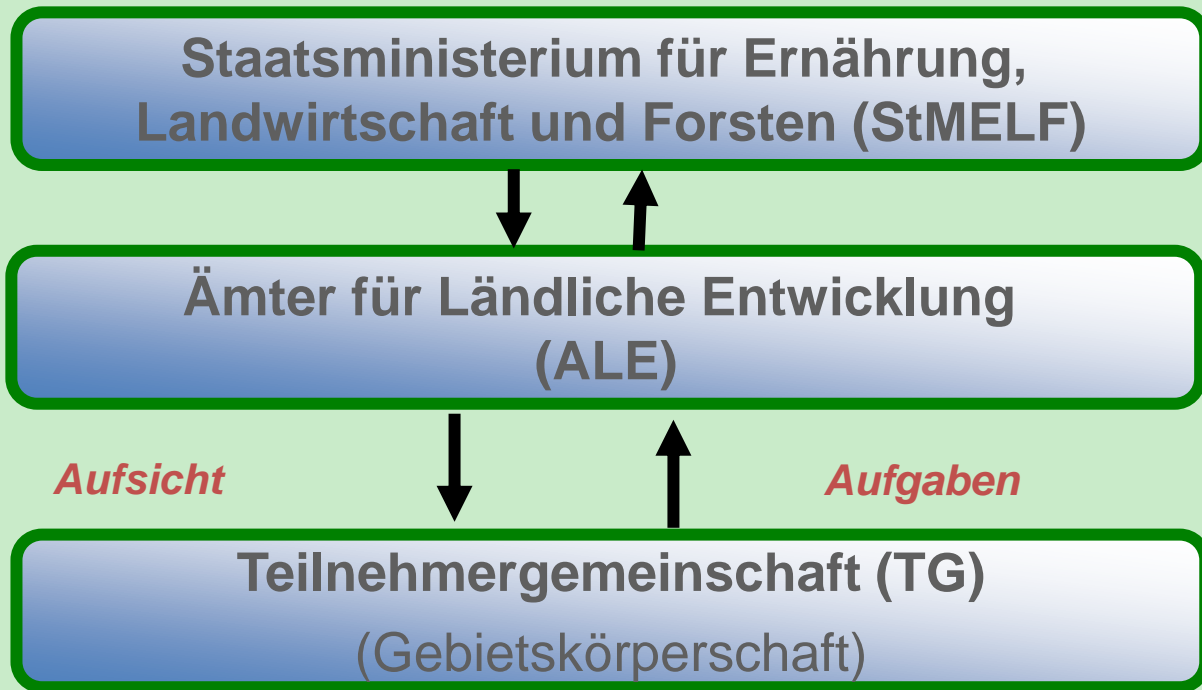 Staatsministerium für Ernährung,
Landwirtschaft und Forsten (StMELF)
Ämter für Ländliche Entwicklung
(ALE)
Aufsicht
Aufgaben
Teilnehmergemeinschaft (TG)
(Gebietskörperschaft)